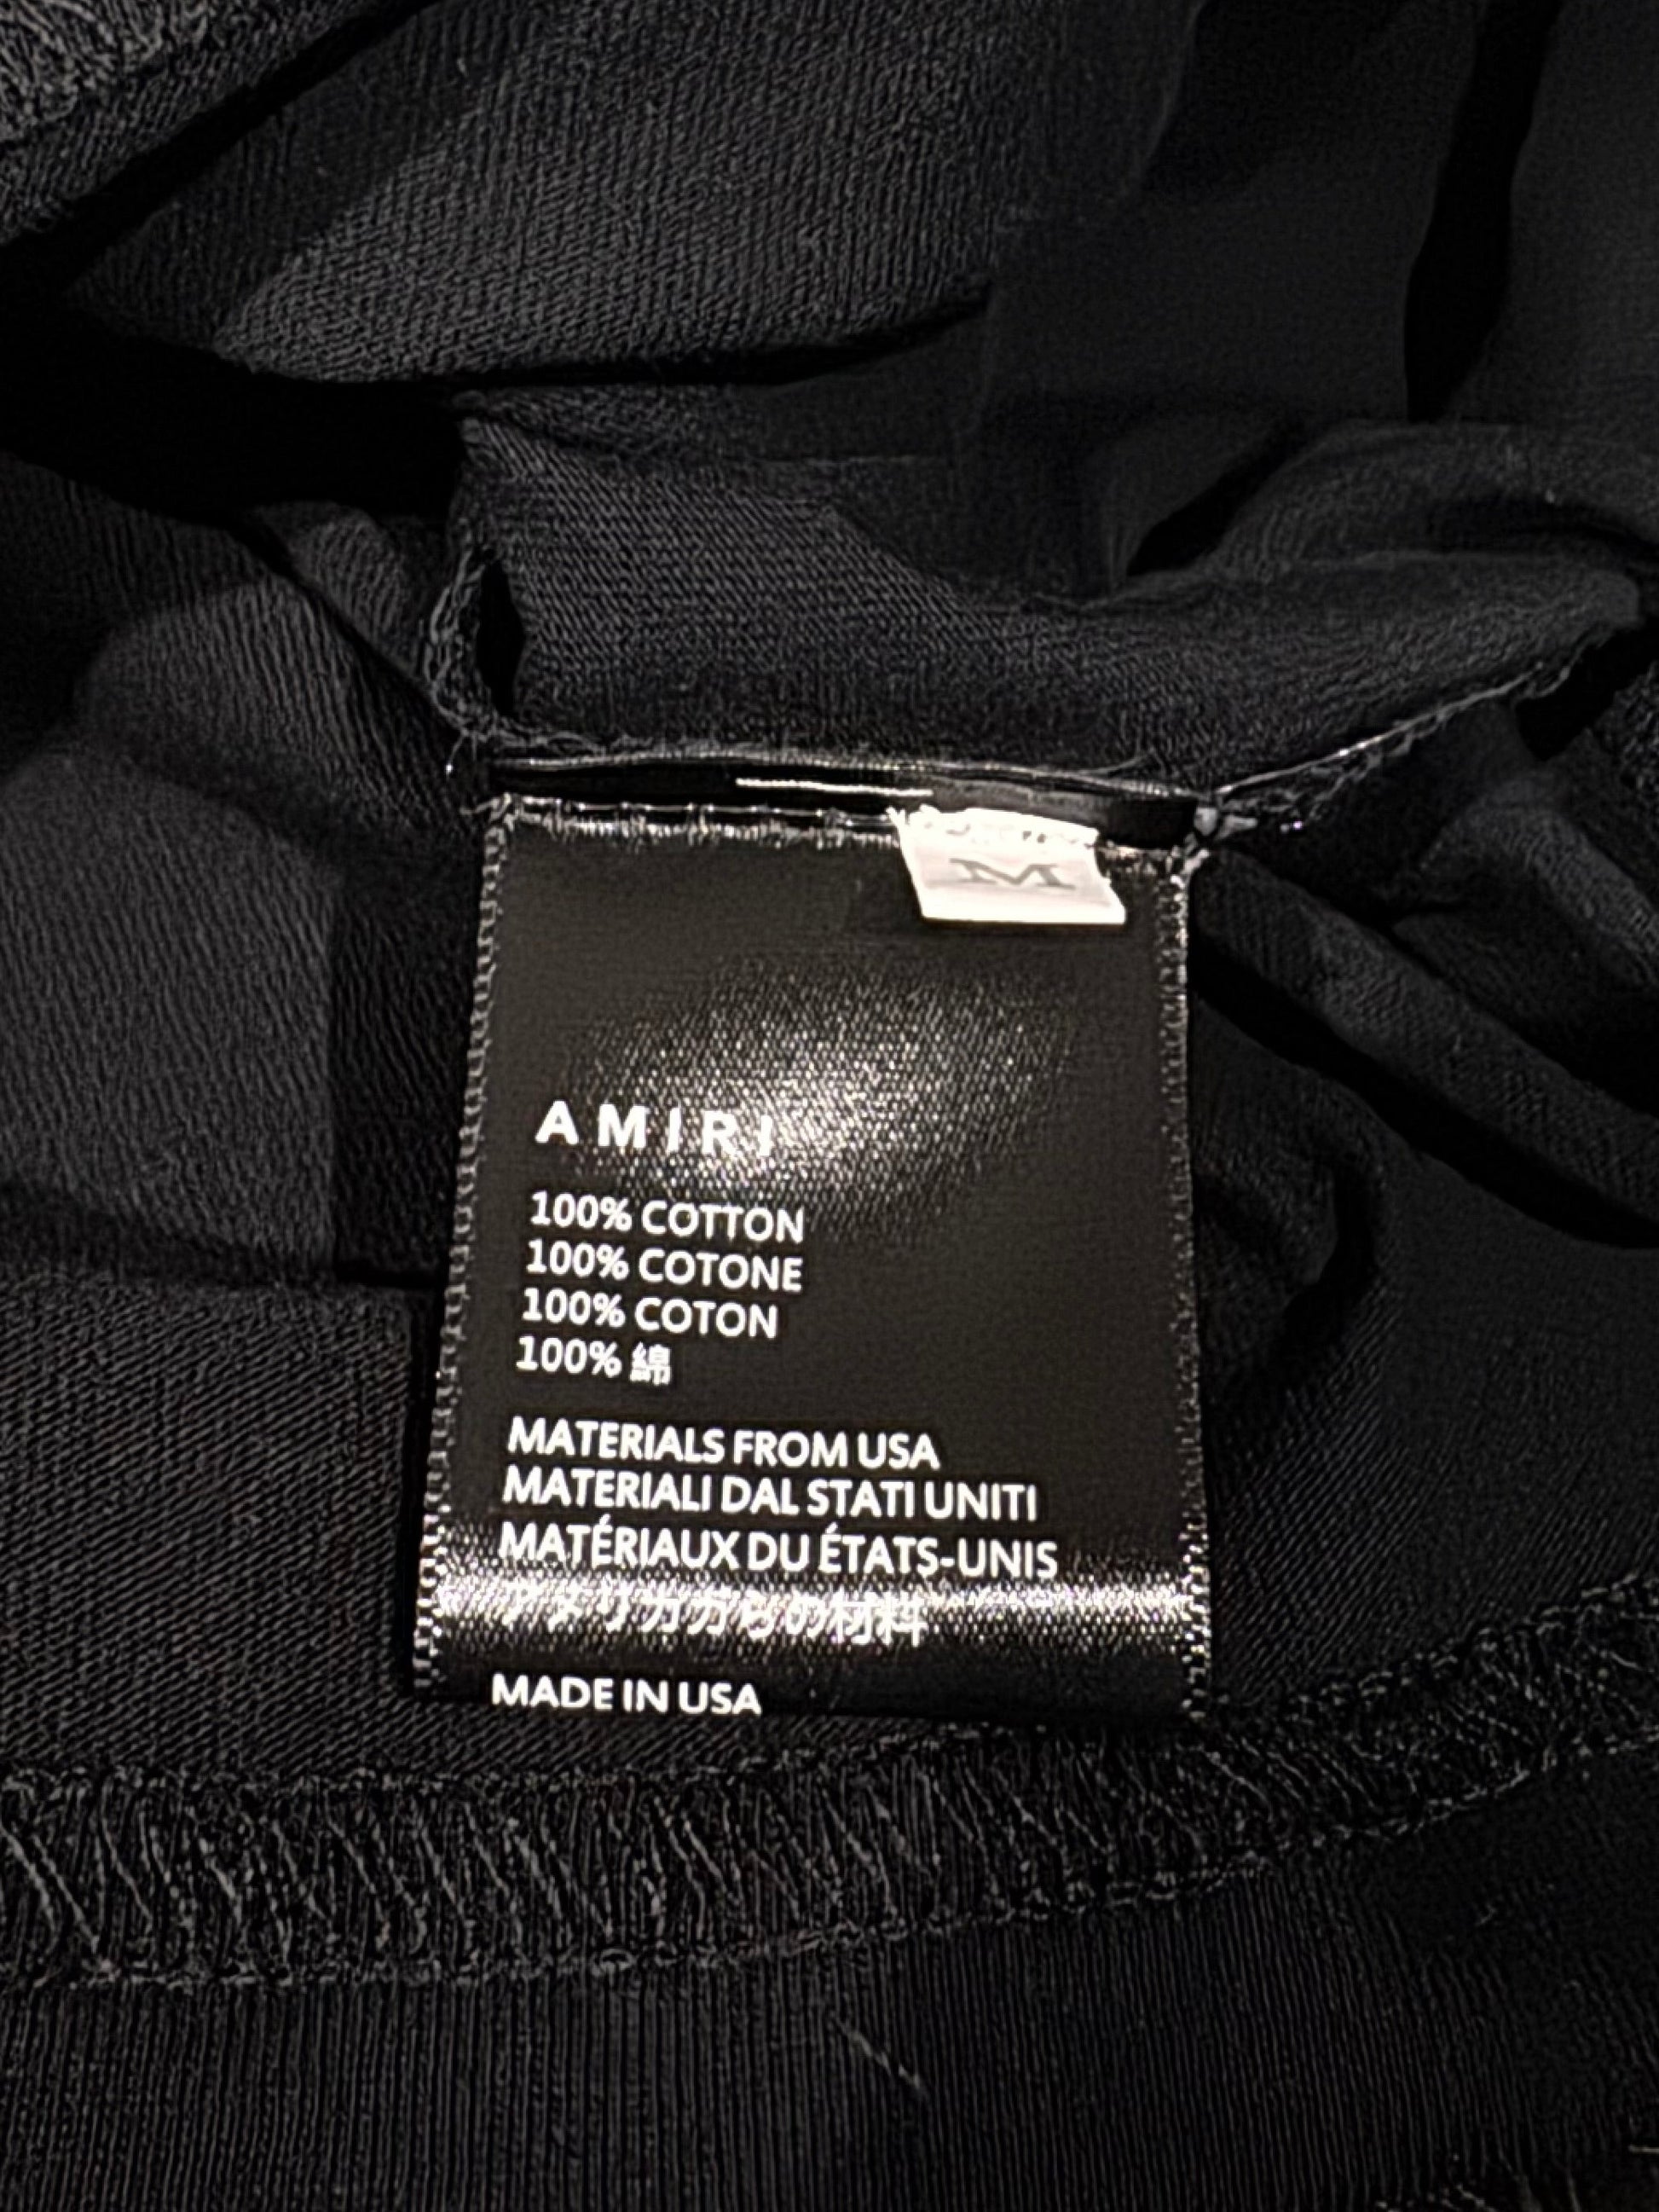 M
AMIRI
100% COTTON
100% COTONE
100% COTON
100% 綿
MATERIALS FROM USA
MATERIALI DAL STATI UNITI
MATÉRIAUX DU ÉTATS-UNIS
アメリカからの材料
MADE IN USA